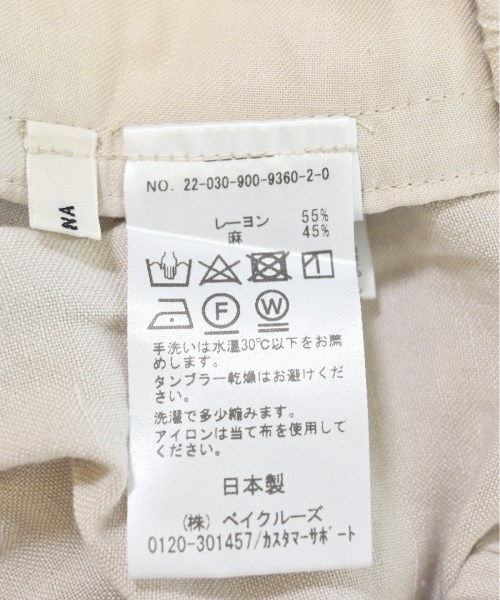 NA
NO. 22-030-900-9360-2-0
レーヨン 55%
麻 45%
F
W
手洗いは水温30℃以下をお薦
めします。
タンブラー乾燥はお避けくだ
さい。
洗濯で多少縮みます。
アイロンは当て布を使用して
ください。
日本製
(株) ベイクルーズ
0120-301457/カスタマーサポート